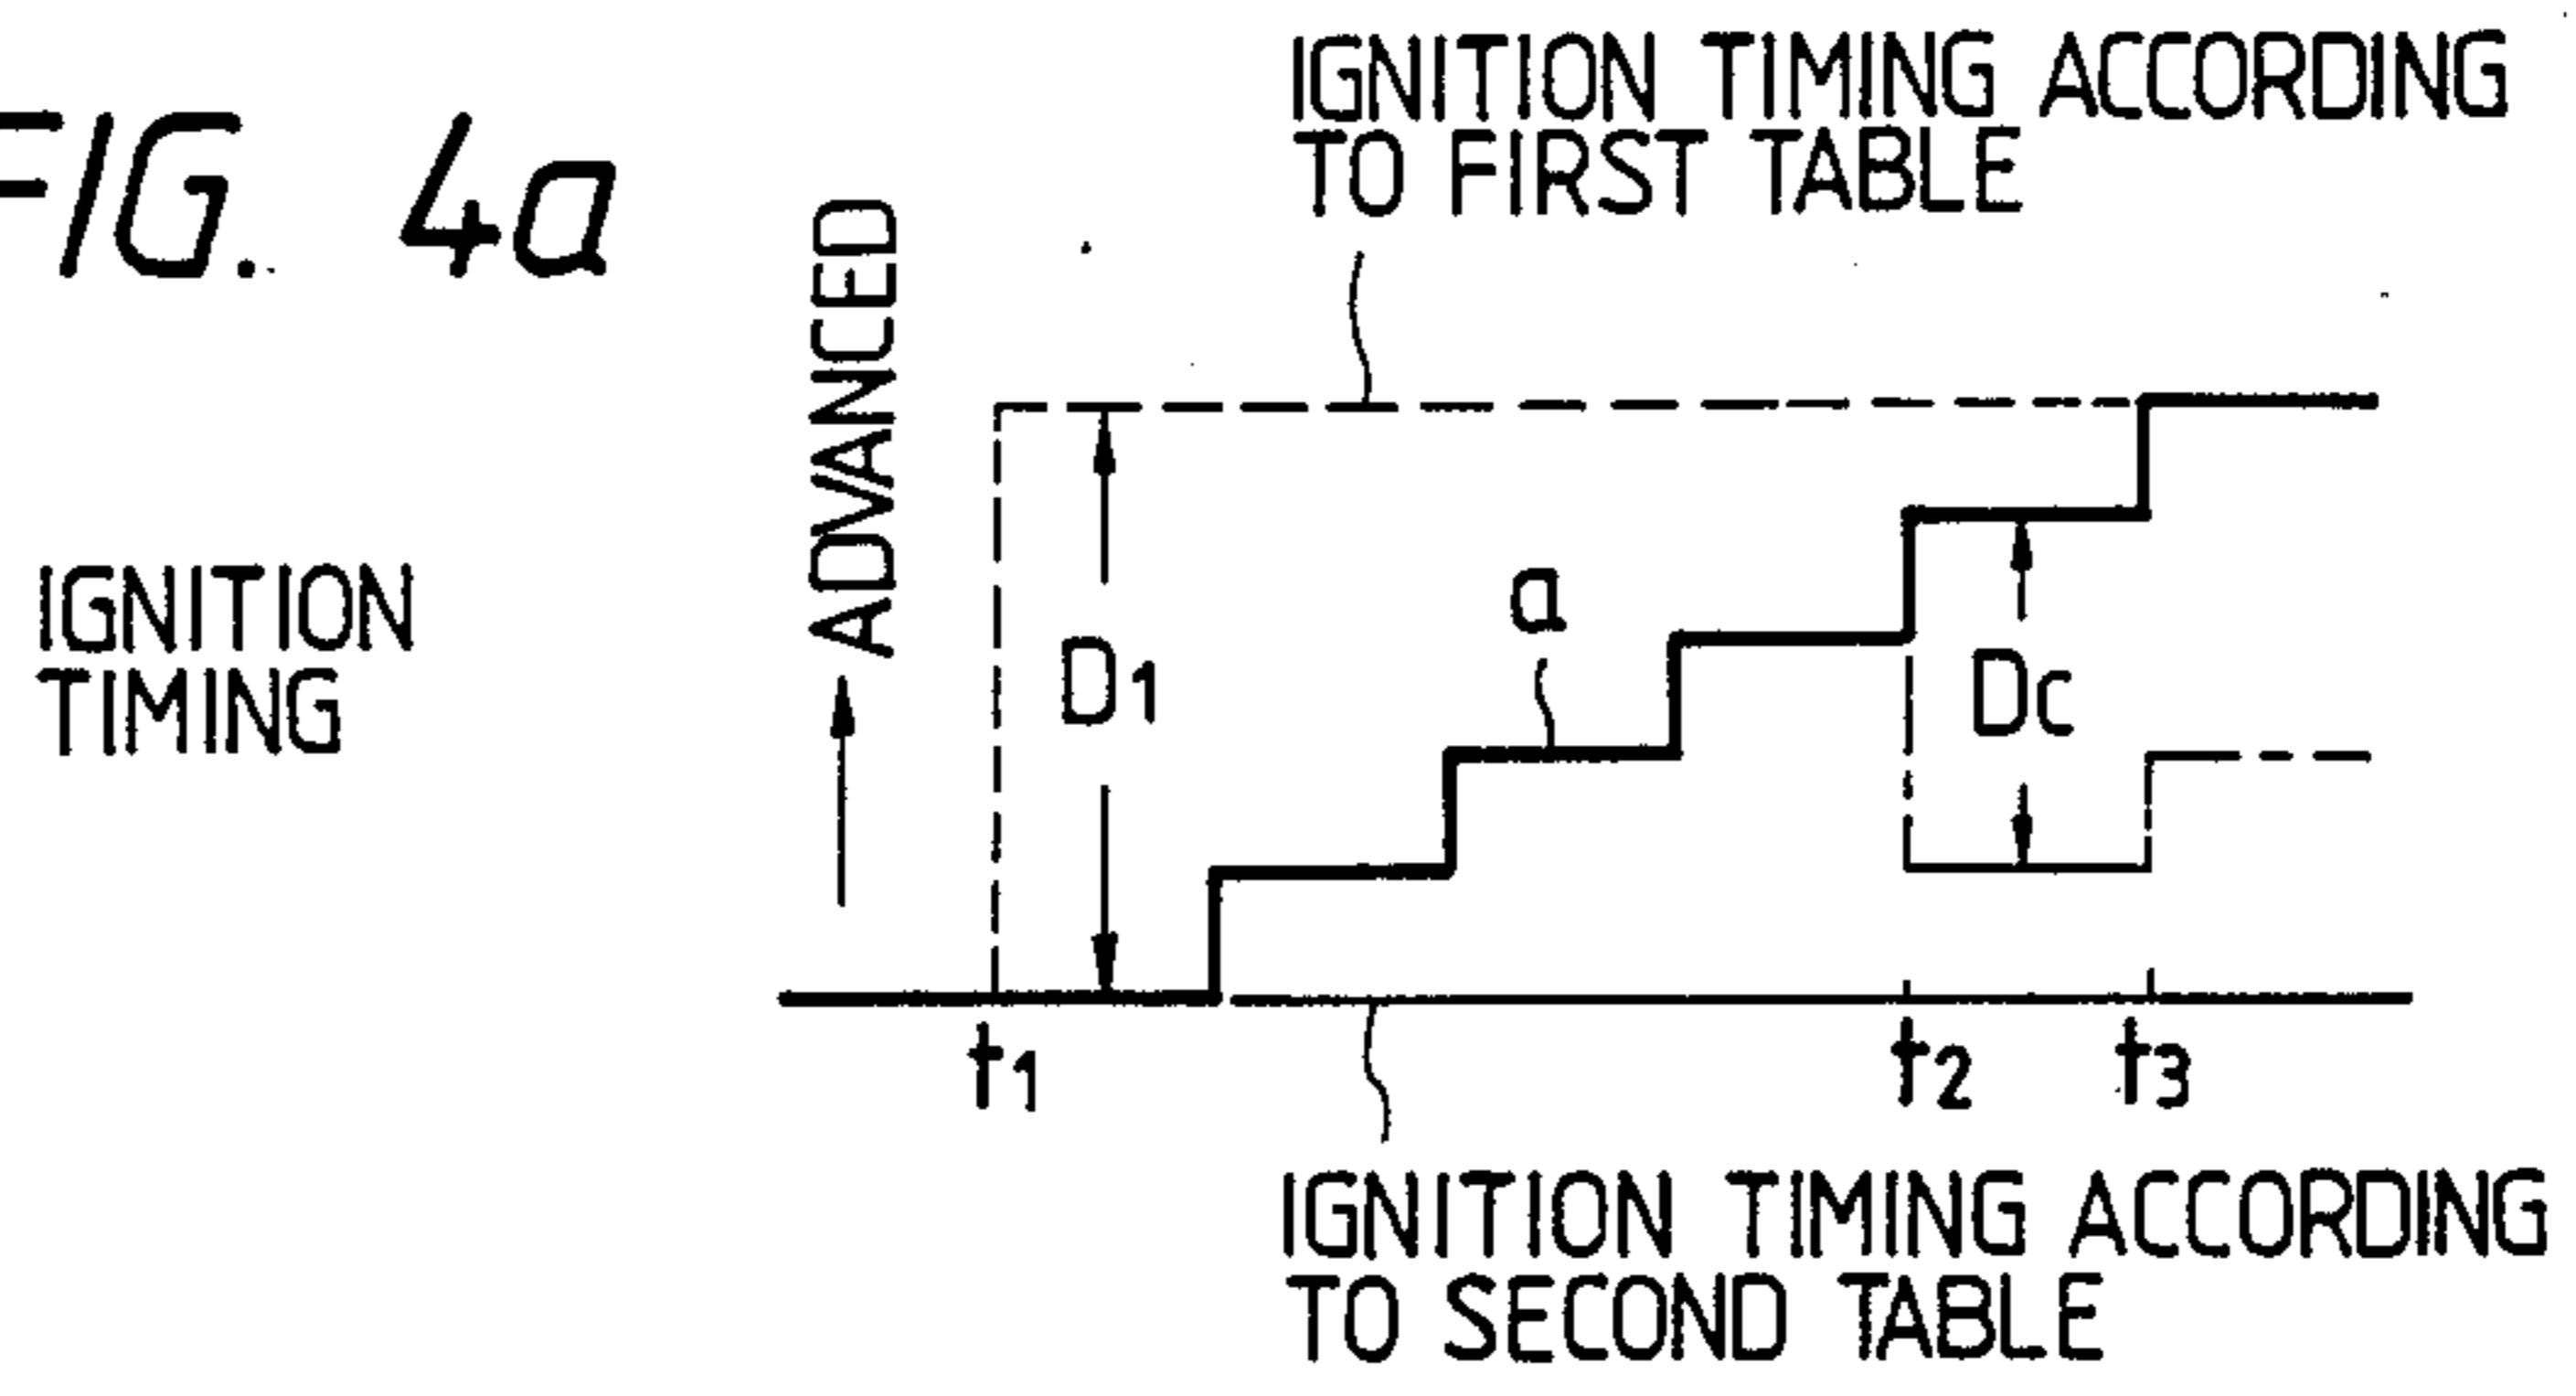 FIG. 4a
IGNITION TIMING ACCORDING
TO FIRST TABLE
ADVANCED
IGNITION
TIMING
D1
a
Dc
t1
t2
t3
IGNITION TIMING ACCORDING
TO SECOND TABLE